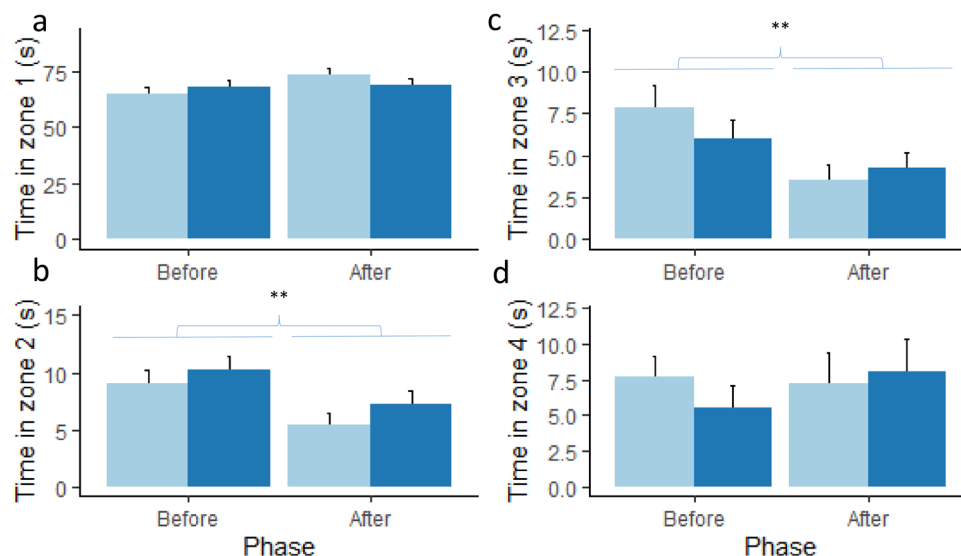 a
Time in zone 1 (s)
75
50
25
0
Before After
b
Time in zone 2 (s)
**
15
10
5
0
Before After
Phase
c
Time in zone 3 (s)
**
12.5
10.0
7.5
5.0
2.5
0.0
Before After
d
Time in zone 4 (s)
12.5
10.0
7.5
5.0
2.5
0.0
Before After
Phase